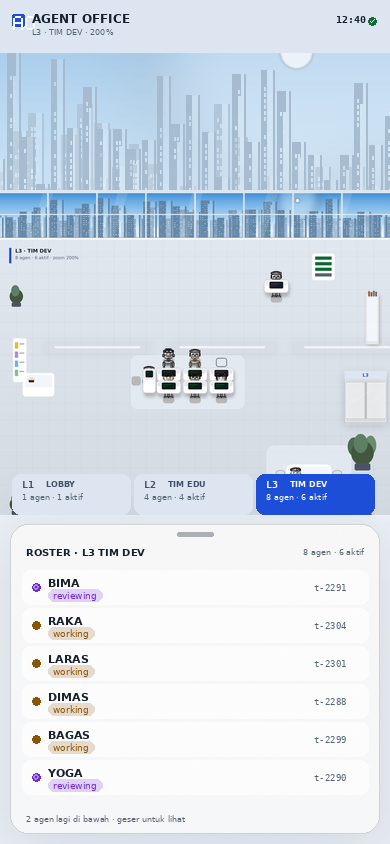 AGENT OFFICE
L3 · TIM DEV · 200%
12:40
L3 · TIM DEV
8 agen · 6 aktif · zoom 200%
L3
L1 LOBBY
1 agen · 1 aktif
L2 TIM EDU
4 agen · 4 aktif
L3 TIM DEV
8 agen · 6 aktif
ROSTER · L3 TIM DEV
8 agen · 6 aktif
BIMA
reviewing
t-2291
RAKA
working
t-2304
LARAS
working
t-2301
DIMAS
working
t-2288
BAGAS
working
t-2299
YOGA
reviewing
t-2290
2 agen lagi di bawah · geser untuk lihat